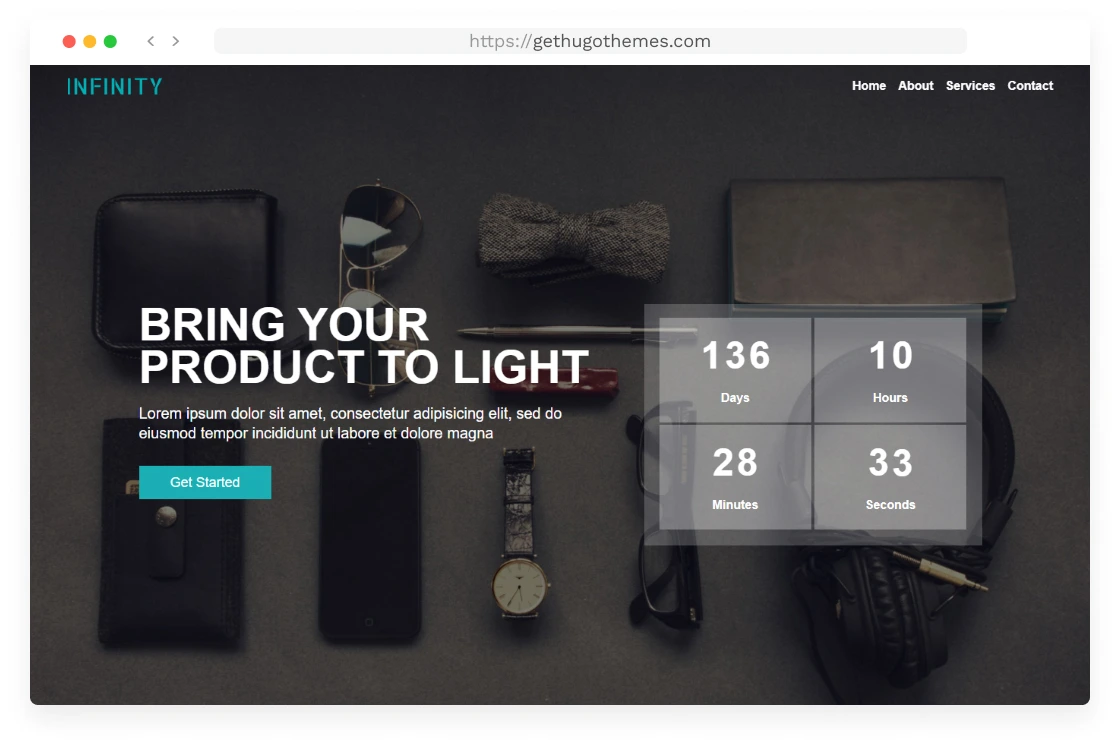 https://gethugothemes.com
INFINITY
Home About Services Contact
BRING YOUR
PRODUCT TO LIGHT
Lorem ipsum dolor sit amet, consectetur adipisicing elit, sed do
eiusmod tempor incididunt ut labore et dolore magna
Get Started
136 10
Days Hours
28 33
Minutes Seconds